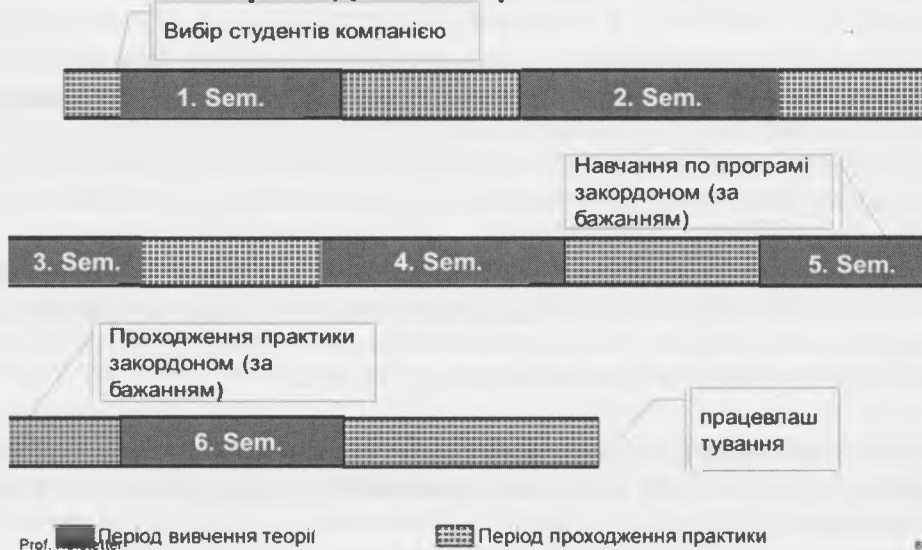 Вибір студентів компанією
1. Sem.
2. Sem.
Навчання по програмі
закордоном (за
бажанням)
3. Sem.
4. Sem.
5. Sem.
Проходження практики
закордоном (за
бажанням)
6. Sem.
працевлаш
тування
Період вивчення теорії
Період проходження практики
Prof.